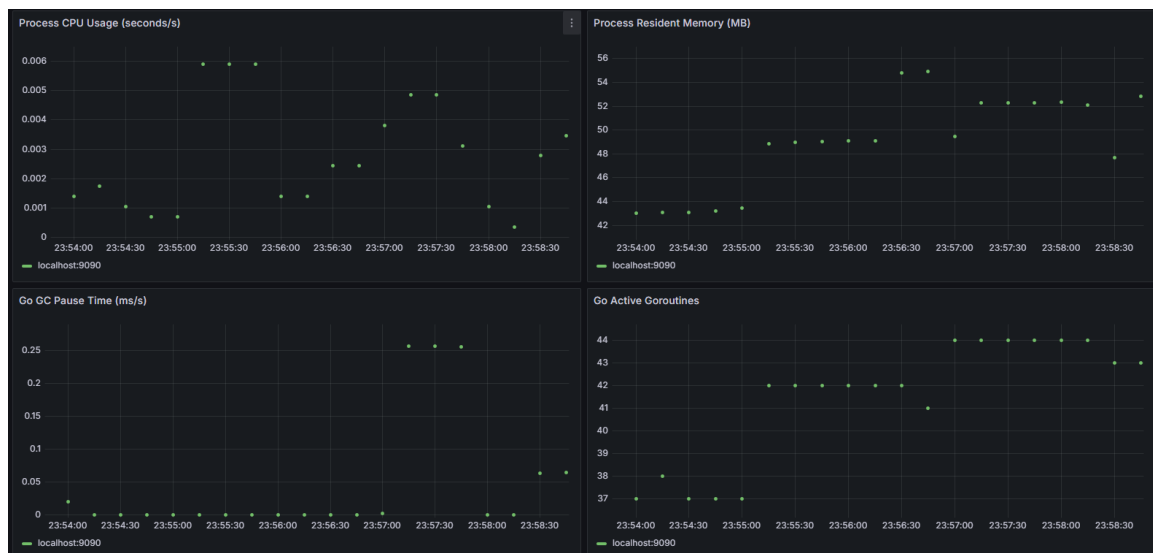 Process CPU Usage (seconds/s)
0.006
0.005
0.004
0.003
0.002
0.001
0
23:54:00 23:54:30 23:55:00 23:55:30 23:56:00 23:56:30 23:57:00 23:57:30 23:58:00 23:58:30
localhost:9090
Process Resident Memory (MB)
56
54
52
50
48
46
44
42
23:54:00 23:54:30 23:55:00 23:55:30 23:56:00 23:56:30 23:57:00 23:57:30 23:58:00 23:58:30
localhost:9090
Go GC Pause Time (ms/s)
0.25
0.2
0.15
0.1
0.05
0
23:54:00 23:54:30 23:55:00 23:55:30 23:56:00 23:56:30 23:57:00 23:57:30 23:58:00 23:58:30
localhost:9090
Go Active Goroutines
44
43
42
41
40
39
38
37
23:54:00 23:54:30 23:55:00 23:55:30 23:56:00 23:56:30 23:57:00 23:57:30 23:58:00 23:58:30
localhost:9090